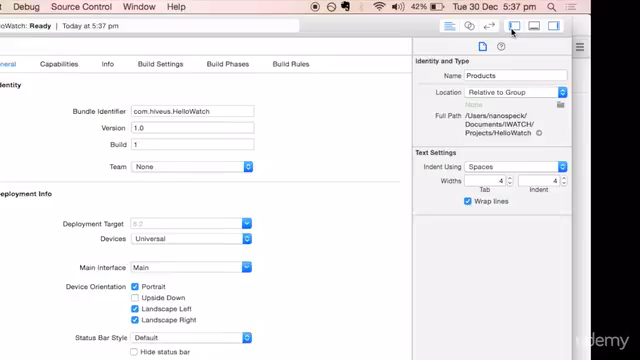 Debug Source Control Window Help 42% Tue 30 Dec 5:37 pm
lloWatch: Ready | Today at 5:37 pm
neral Capabilities Info Build Settings Build Phases Build Rules
dentity
Bundle Identifier com.hiveus.HelloWatch
Version 1.0
Build 1
Team None
eployment Info
Deployment Target 8.2
Devices Universal
Main Interface Main
Device Orientation Portrait
Upside Down
Landscape Left
Landscape Right
Status Bar Style Default
Hide status bar
Identity and Type
Name Products
Location Relative to Group
None
Full Path /Users/nanospeck/
Documents/IWATCH/
Projects/HelloWatch
Text Settings
Indent Using Spaces
Widths 4 4
Tab Indent
Wrap lines
demy